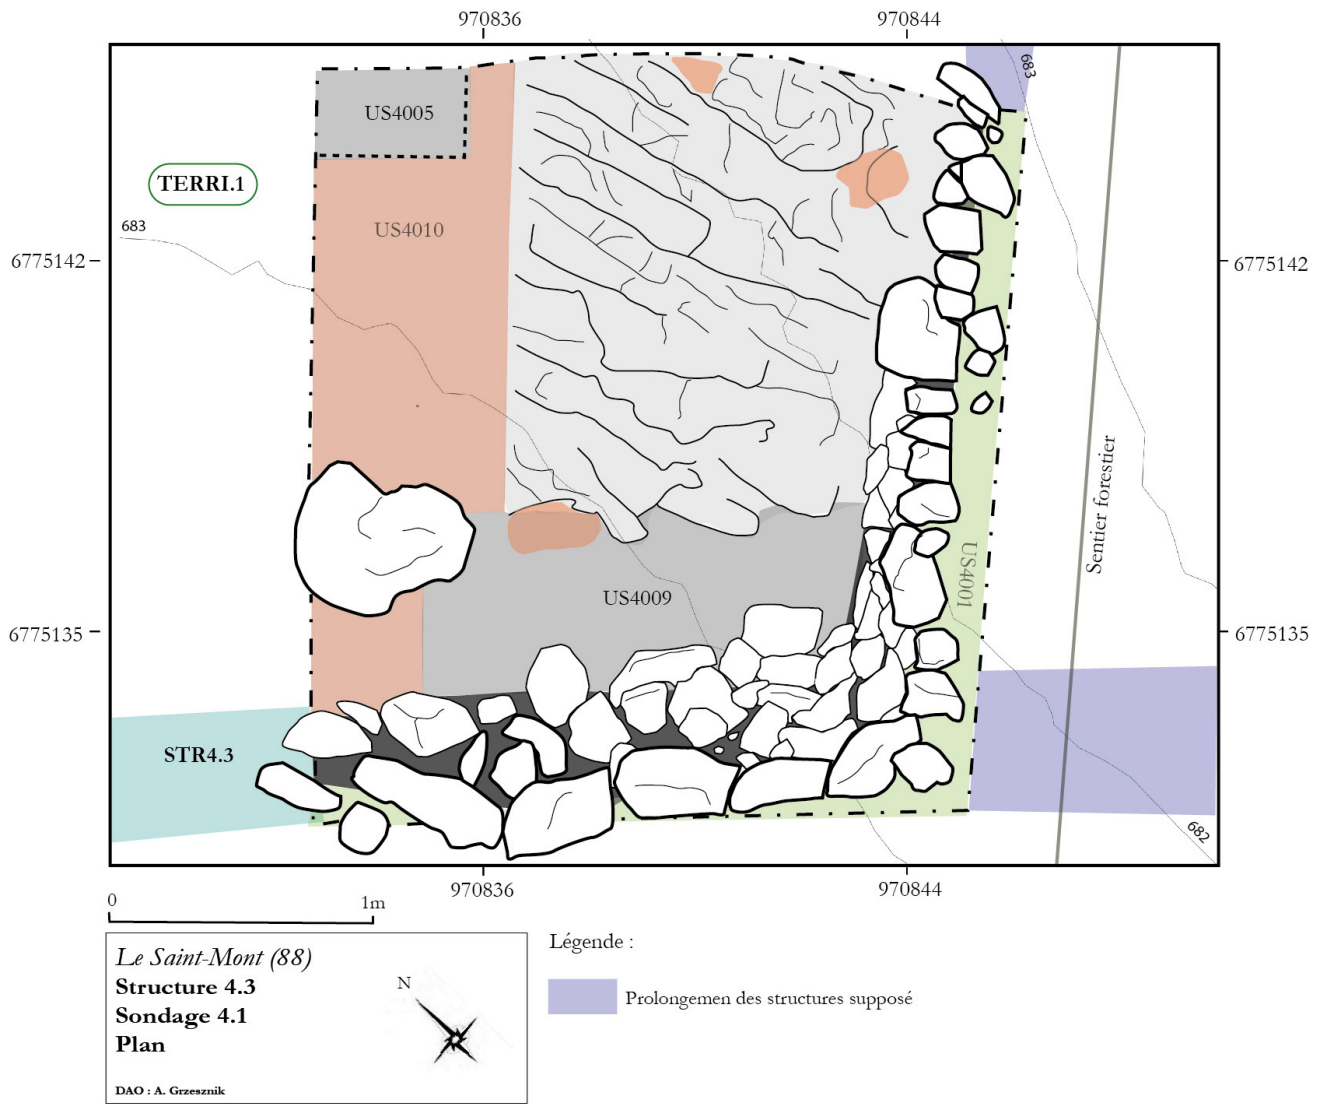 970836 970844
683
US4005
TERRI.1
683
US4010
6775142 6775142
Sentier forestier
US4001
US4009
6775135 6775135
STR4.3
682
970836 970844
0 1m
Légende :
Le Saint-Mont (88)
Structure 4.3
Sondage 4.1
Plan
N
Prolongemen des structures supposé
DAO : A. Grzesznik